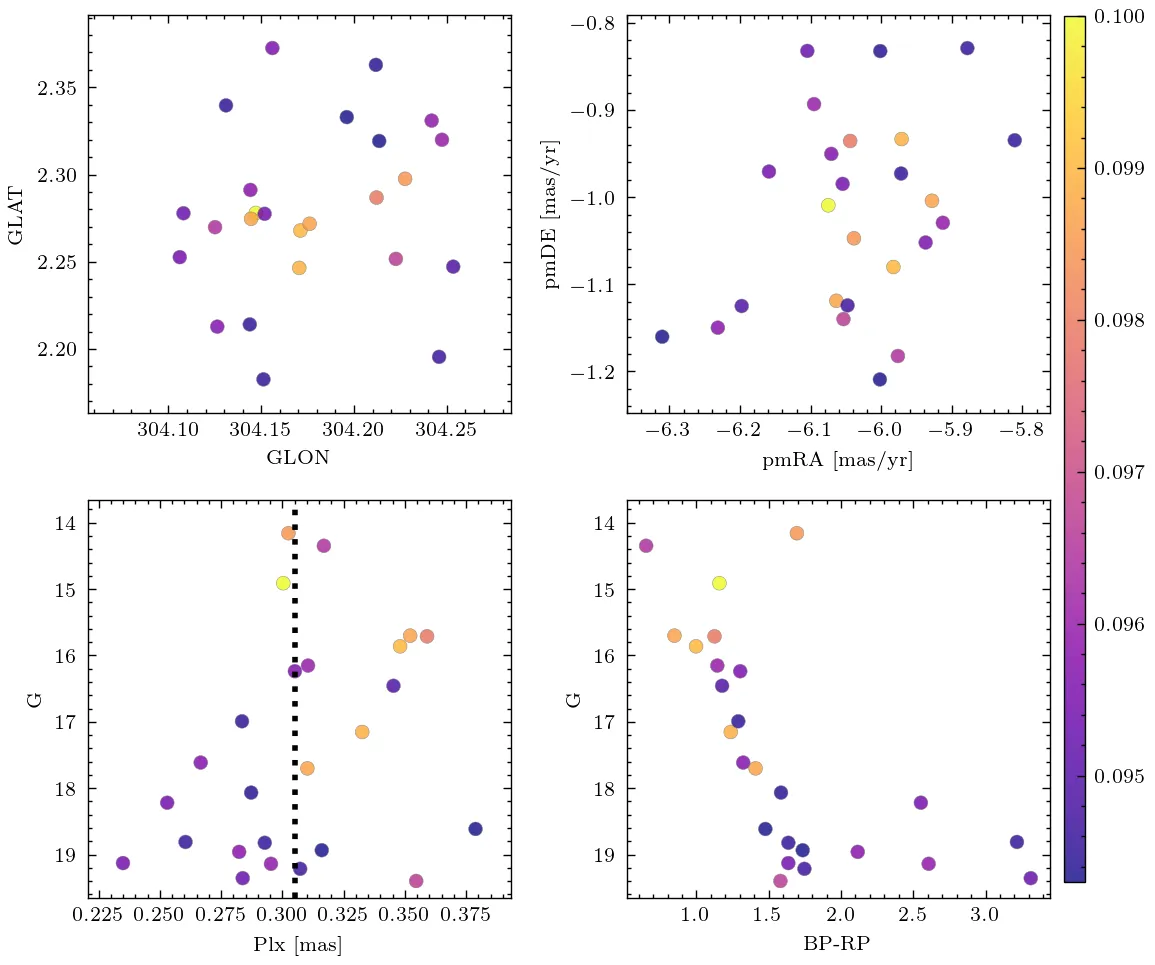 2.35
2.30
2.25
2.20
GLAT
304.10 304.15 304.20 304.25
GLON
−0.8
−0.9
−1.0
−1.1
−1.2
pmDE [mas/yr]
−6.3 −6.2 −6.1 −6.0 −5.9 −5.8
pmRA [mas/yr]
0.100
0.099
0.098
0.097
0.096
0.095
14
15
16
17
18
19
G
0.225 0.250 0.275 0.300 0.325 0.350 0.375
Plx [mas]
14
15
16
17
18
19
G
1.0 1.5 2.0 2.5 3.0
BP-RP